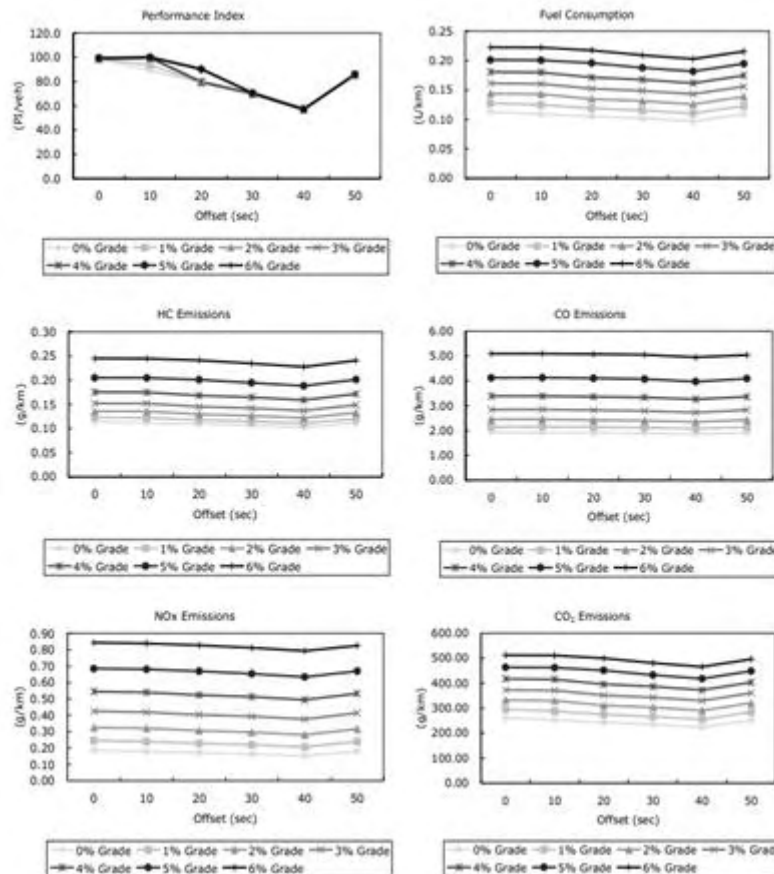 Performance Index
120.0
100.0
80.0
60.0
40.0
20.0
0.0
(PI/veh)
0 10 20 30 40 50
Offset (sec)
0% Grade 1% Grade 2% Grade 3% Grade
4% Grade 5% Grade 6% Grade
Fuel Consumption
0.25
0.20
0.15
0.10
0.05
0.00
(L/km)
0 10 20 30 40 50
Offset (sec)
0% Grade 1% Grade 2% Grade 3% Grade
4% Grade 5% Grade 6% Grade
HC Emissions
0.30
0.25
0.20
0.15
0.10
0.05
0.00
(g/km)
0 10 20 30 40 50
Offset (sec)
0% Grade 1% Grade 2% Grade 3% Grade
4% Grade 5% Grade 6% Grade
CO Emissions
6.00
5.00
4.00
3.00
2.00
1.00
0.00
(g/km)
0 10 20 30 40 50
Offset (sec)
0% Grade 1% Grade 2% Grade 3% Grade
4% Grade 5% Grade 6% Grade
NOx Emissions
0.90
0.80
0.70
0.60
0.50
0.40
0.30
0.20
0.10
0.00
(g/km)
0 10 20 30 40 50
Offset (sec)
0% Grade 1% Grade 2% Grade 3% Grade
4% Grade 5% Grade 6% Grade
CO₂ Emissions
600.00
500.00
400.00
300.00
200.00
100.00
0.00
(g/km)
0 10 20 30 40 50
Offset (sec)
0% Grade 1% Grade 2% Grade 3% Grade
4% Grade 5% Grade 6% Grade